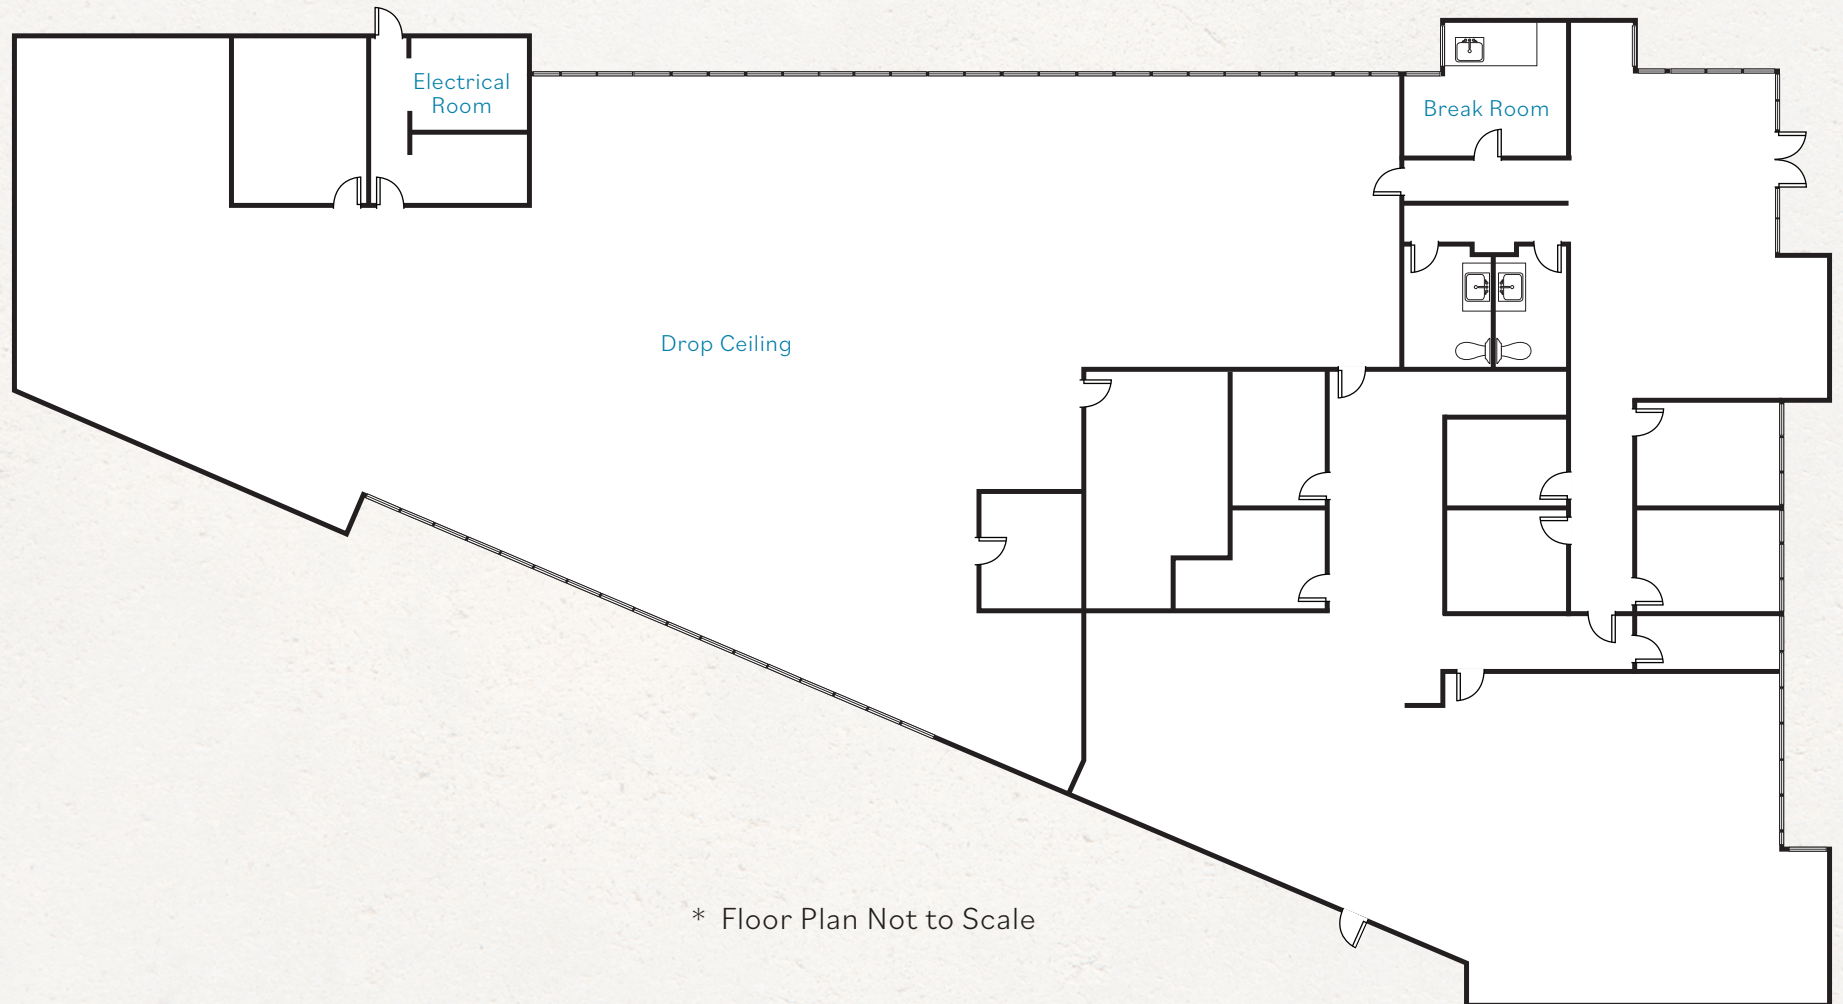 Electrical
Room
Break Room
Drop Ceiling
* Floor Plan Not to Scale